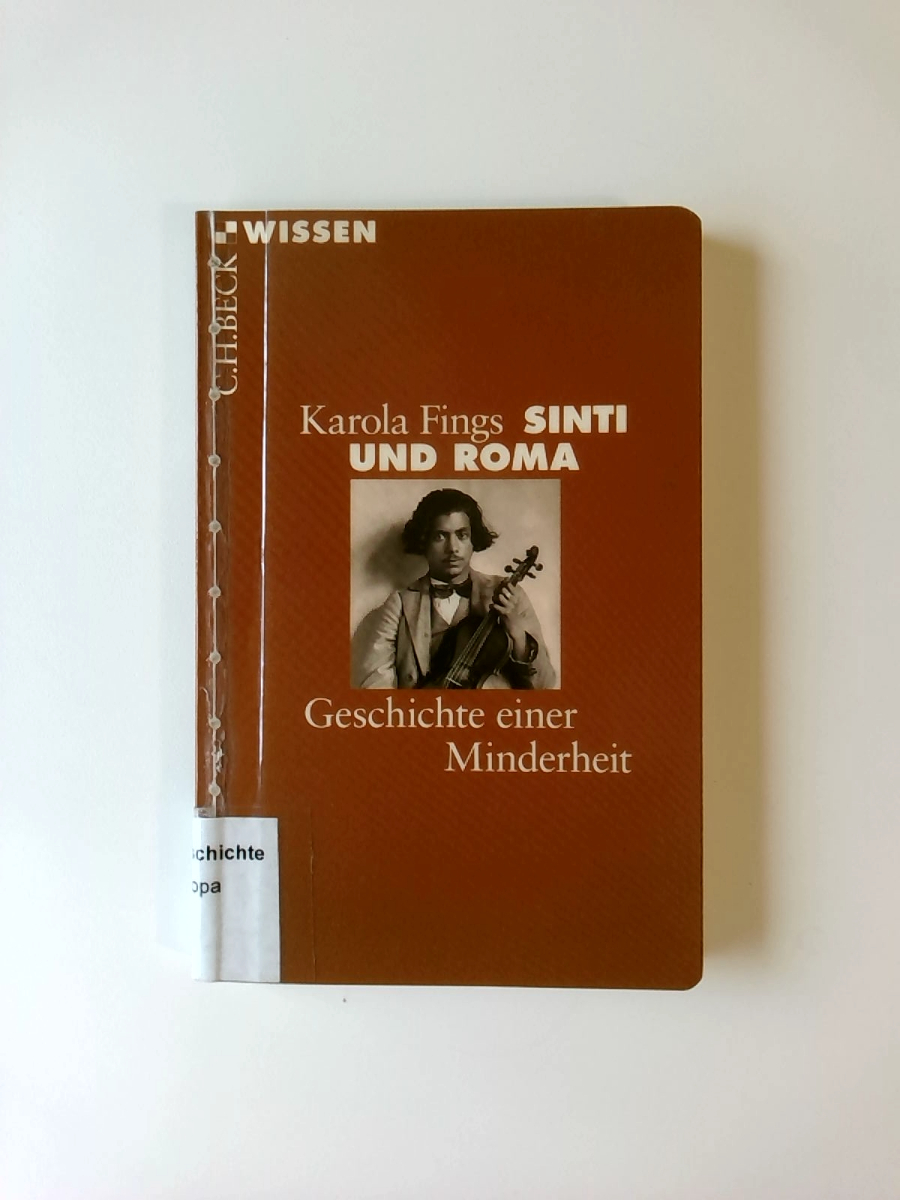 WISSEN
C.H.BECK
Karola Fings SINTI
UND ROMA
Geschichte einer
Minderheit
schichte
opa